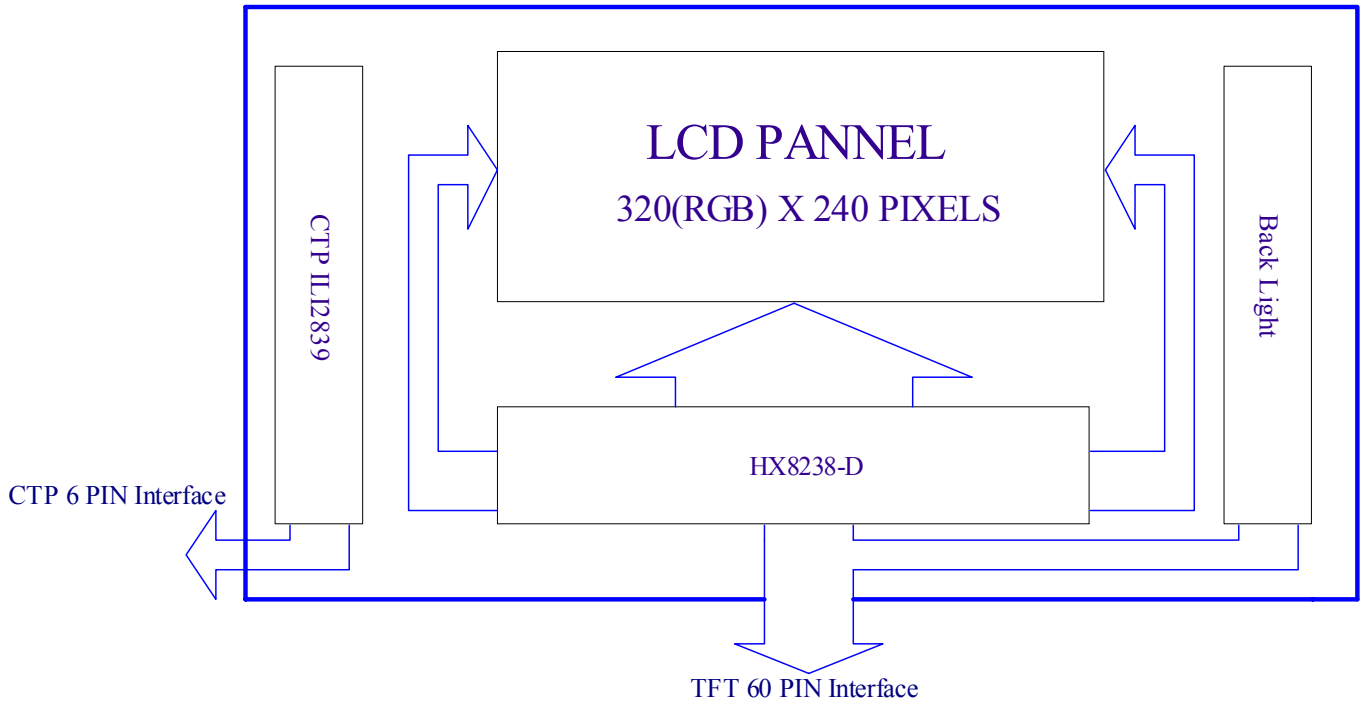 LCD PANNEL
320(RGB) X 240 PIXELS
CTP ILI2839
Back Light
HX8238-D
CTP 6 PIN Interface
TFT 60 PIN Interface